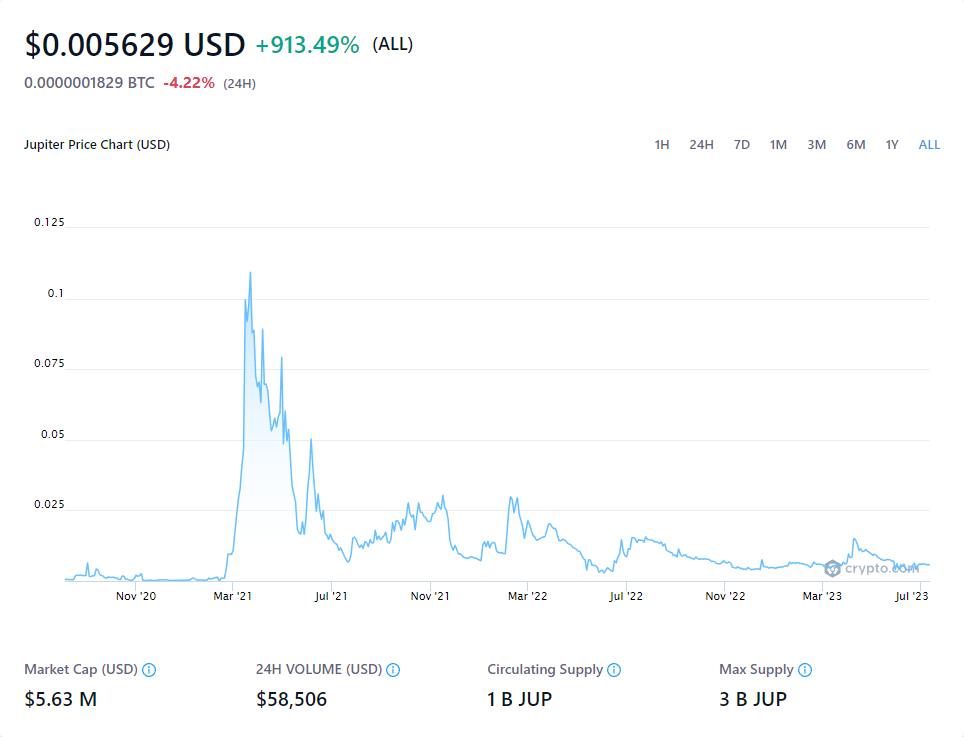 $0.005629 USD +913.49% (ALL)
0.0000001829 BTC -4.22% (24H)
Jupiter Price Chart (USD) 1H 24H 7D 1M 3M 6M 1Y ALL
0.125
0.1
0.075
0.05
0.025
crypto.com
Nov '20 Mar '21 Jul '21 Nov '21 Mar '22 Jul '22 Nov '22 Mar '23 Jul '23
Market Cap (USD) 24H VOLUME (USD) Circulating Supply Max Supply
$5.63 M $58,506 1 B JUP 3 B JUP